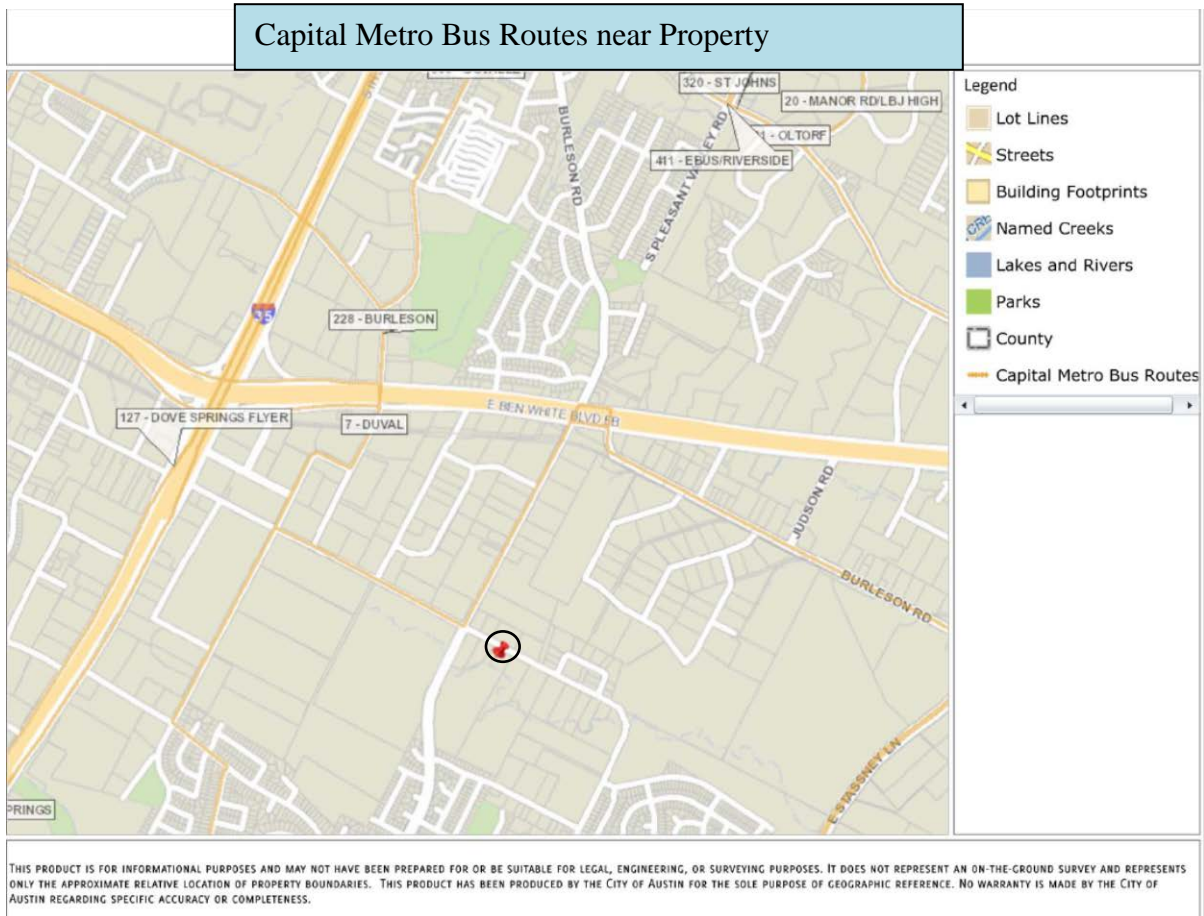 Capital Metro Bus Routes near Property
320 - ST JOHNS
20 - MANOR RD/LBJ HIGH
- OLTORF
411 - EBUS/RIVERSIDE
BURLESON RD
S PLEASANT VALLEY RD
35
228 - BURLESON
127 - DOVE SPRINGS FLYER
7 - DUVAL
E BEN WHITE BLVD EB
JUDSON RD
BURLESON RD
E STASSNEY LN
PRINGS
Legend
Lot Lines
Streets
Building Footprints
CRE
Named Creeks
Lakes and Rivers
Parks
County
Capital Metro Bus Routes
THIS PRODUCT IS FOR INFORMATIONAL PURPOSES AND MAY NOT HAVE BEEN PREPARED FOR OR BE SUITABLE FOR LEGAL, ENGINEERING, OR SURVEYING PURPOSES. IT DOES NOT REPRESENT AN ON-THE-GROUND SURVEY AND REPRESENTS
ONLY THE APPROXIMATE RELATIVE LOCATION OF PROPERTY BOUNDARIES. THIS PRODUCT HAS BEEN PRODUCED BY THE CITY OF AUSTIN FOR THE SOLE PURPOSE OF GEOGRAPHIC REFERENCE. NO WARRANTY IS MADE BY THE CITY OF
AUSTIN REGARDING SPECIFIC ACCURACY OR COMPLETENESS.